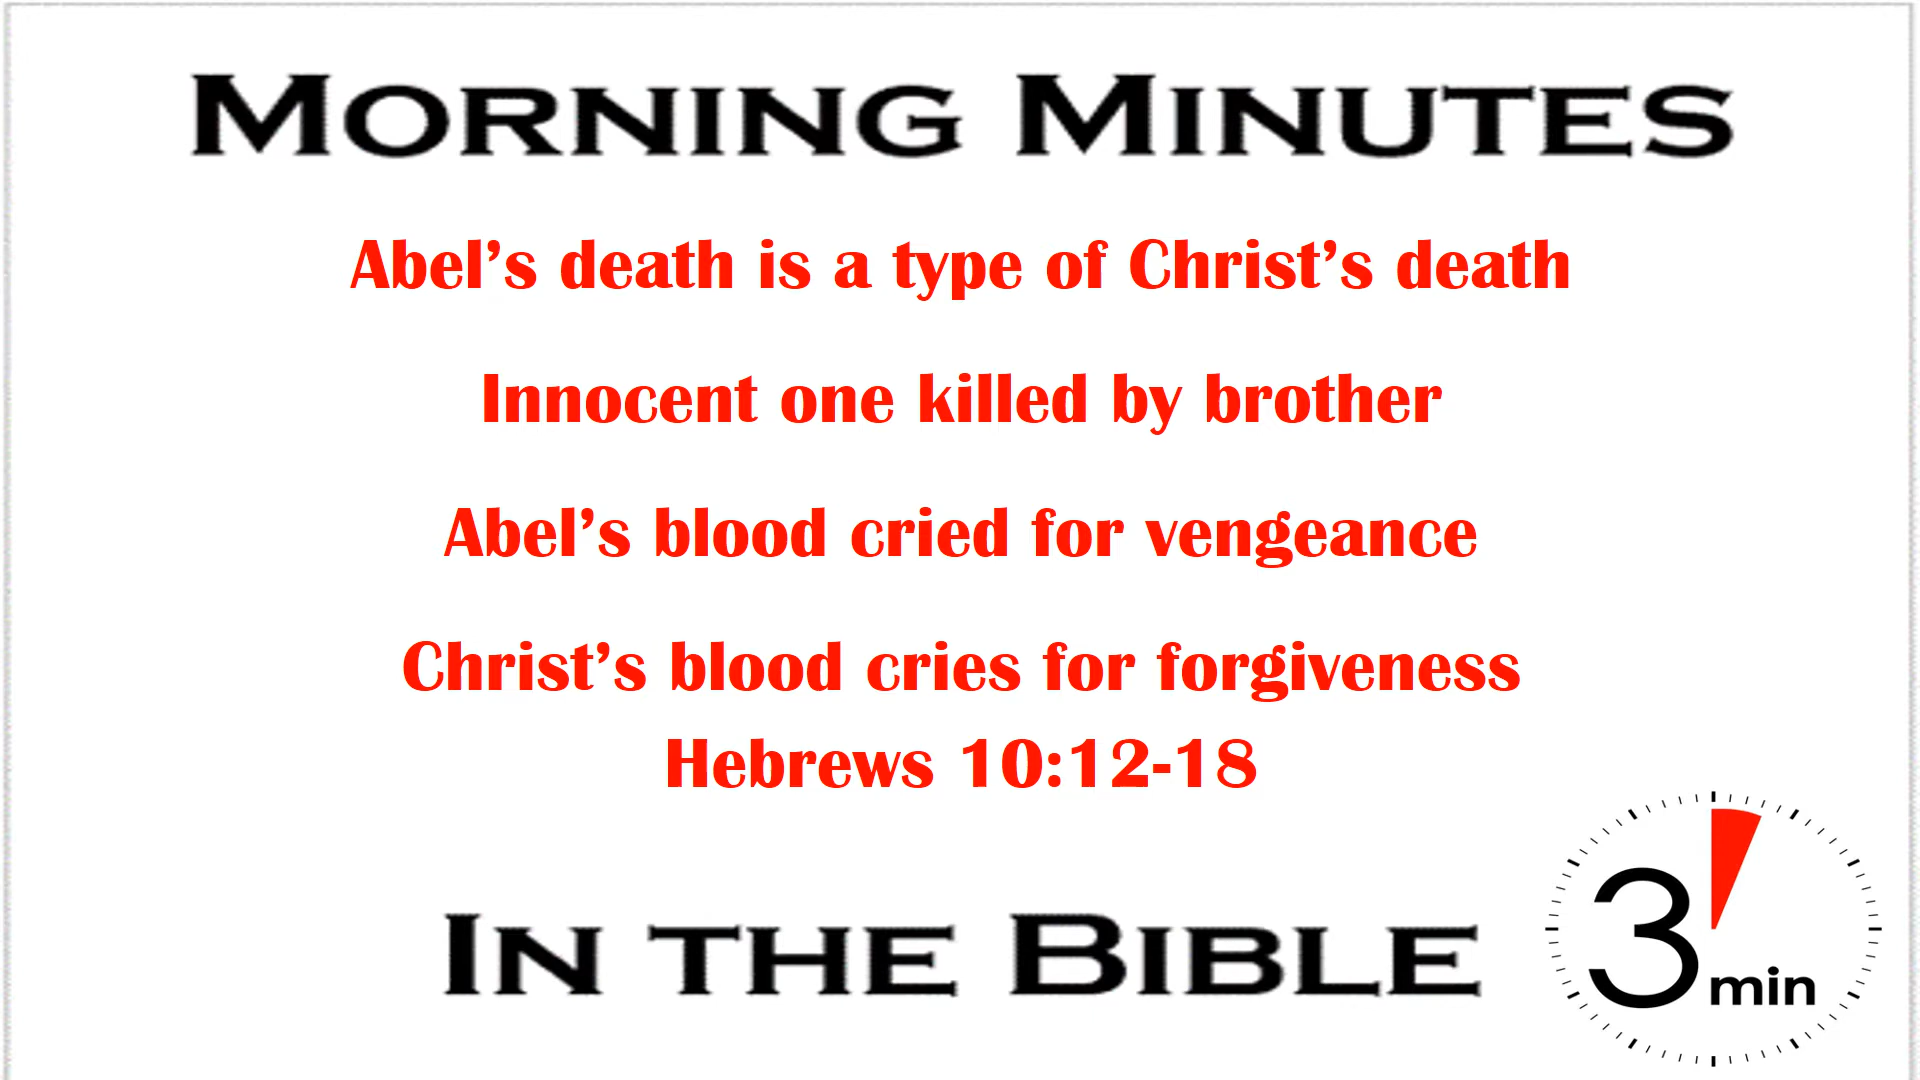 MORNING MINUTES
Abel’s death is a type of Christ’s death
Innocent one killed by brother
Abel’s blood cried for vengeance
Christ’s blood cries for forgiveness
Hebrews 10:12-18
IN THE BIBLE
3 min